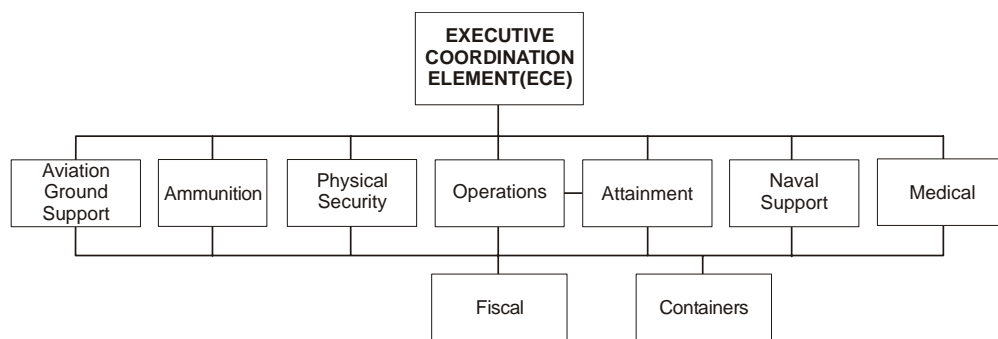 EXECUTIVE
COORDINATION
ELEMENT(ECE)
Aviation
Ground
Support
Ammunition
Physical
Security
Operations
Attainment
Naval
Support
Medical
Fiscal
Containers